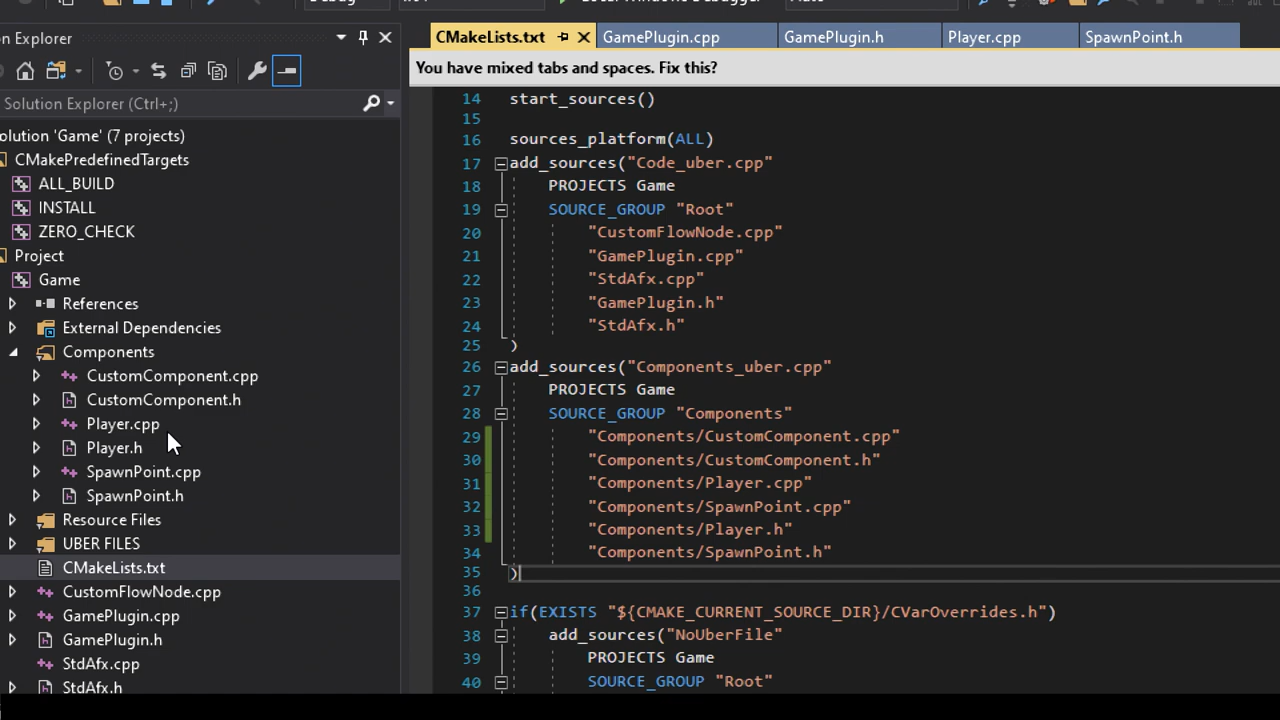 CMakeLists.txt
GamePlugin.cpp
GamePlugin.h
Player.cpp
SpawnPoint.h
on Explorer
You have mixed tabs and spaces. Fix this?
Solution Explorer (Ctrl+;)
olution 'Game' (7 projects)
CMakePredefinedTargets
ALL_BUILD
INSTALL
ZERO_CHECK
Project
Game
References
External Dependencies
Components
CustomComponent.cpp
CustomComponent.h
Player.cpp
Player.h
SpawnPoint.cpp
SpawnPoint.h
Resource Files
UBER FILES
CMakeLists.txt
CustomFlowNode.cpp
GamePlugin.cpp
GamePlugin.h
StdAfx.cpp
StdAfx.h
14 start_sources()
15
16 sources_platform(ALL)
17 add_sources("Code_uber.cpp"
18 PROJECTS Game
19 SOURCE_GROUP "Root"
20 "CustomFlowNode.cpp"
21 "GamePlugin.cpp"
22 "StdAfx.cpp"
23 "GamePlugin.h"
24 "StdAfx.h"
25 )
26 add_sources("Components_uber.cpp"
27 PROJECTS Game
28 SOURCE_GROUP "Components"
29 "Components/CustomComponent.cpp"
30 "Components/CustomComponent.h"
31 "Components/Player.cpp"
32 "Components/SpawnPoint.cpp"
33 "Components/Player.h"
34 "Components/SpawnPoint.h"
35 )
36
37 if(EXISTS "${CMAKE_CURRENT_SOURCE_DIR}/CVarOverrides.h")
38 add_sources("NoUberFile"
39 PROJECTS Game
40 SOURCE_GROUP "Root"